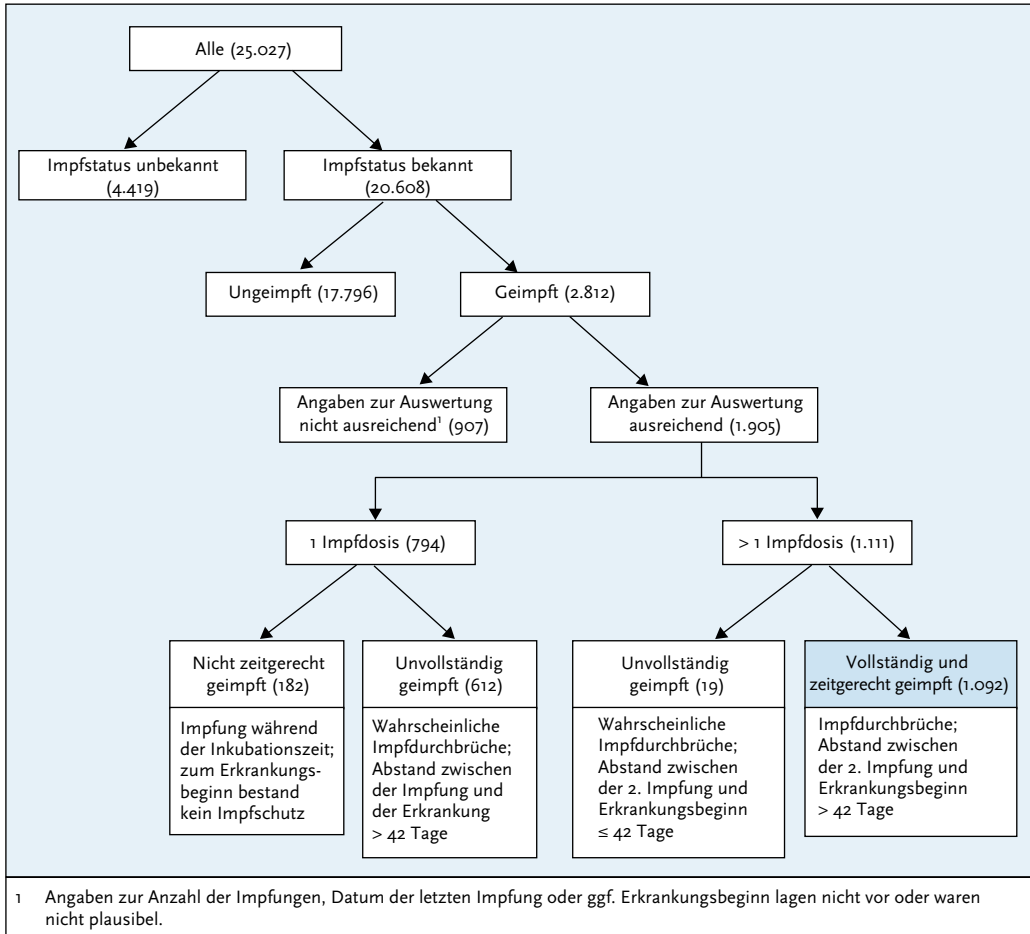 Alle (25.027)
Impfstatus unbekannt
(4.419)
Impfstatus bekannt
(20.608)
Ungeimpft (17.796)
Geimpft (2.812)
Angaben zur Auswertung
nicht ausreichend¹ (907)
Angaben zur Auswertung
ausreichend (1.905)
1 Impfdosis (794)
> 1 Impfdosis (1.111)
Nicht zeitgerecht
geimpft (182)
Impfung während
der Inkubationszeit;
zum Erkrankungs-
beginn bestand
kein Impfschutz
Unvollständig
geimpft (612)
Wahrscheinliche
Impfdurchbrüche;
Abstand zwischen
der Impfung und
der Erkrankung
> 42 Tage
Unvollständig
geimpft (19)
Wahrscheinliche
Impfdurchbrüche;
Abstand zwischen
der 2. Impfung und
Erkrankungsbeginn
≤ 42 Tage
Vollständig und
zeitgerecht geimpft (1.092)
Impfdurchbrüche;
Abstand zwischen
der 2. Impfung und
Erkrankungsbeginn
> 42 Tage
1 Angaben zur Anzahl der Impfungen, Datum der letzten Impfung oder ggf. Erkrankungsbeginn lagen nicht vor oder waren
nicht plausibel.